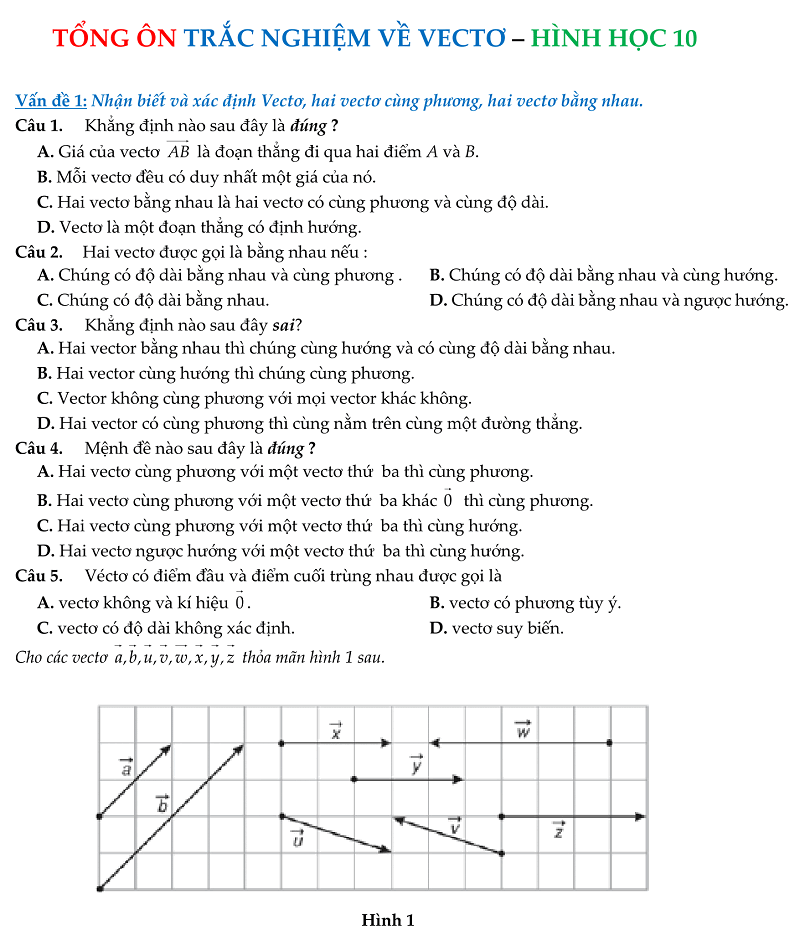 TỔNG ÔN TRẮC NGHIỆM VỀ VECTƠ – HÌNH HỌC 10
Vấn đề 1: Nhận biết và xác định Vectơ, hai vectơ cùng phương, hai vectơ bằng nhau.
Câu 1. Khẳng định nào sau đây là đúng ?
A. Giá của vectơ $\overrightarrow{AB}$ là đoạn thẳng đi qua hai điểm A và B.
B. Mỗi vectơ đều có duy nhất một giá của nó.
C. Hai vectơ bằng nhau là hai vectơ có cùng phương và cùng độ dài.
D. Vectơ là một đoạn thẳng có định hướng.
Câu 2. Hai vectơ được gọi là bằng nhau nếu :
A. Chúng có độ dài bằng nhau và cùng phương . B. Chúng có độ dài bằng nhau và cùng hướng.
C. Chúng có độ dài bằng nhau. D. Chúng có độ dài bằng nhau và ngược hướng.
Câu 3. Khẳng định nào sau đây sai?
A. Hai vector bằng nhau thì chúng cùng hướng và có cùng độ dài bằng nhau.
B. Hai vector cùng hướng thì chúng cùng phương.
C. Vector không cùng phương với mọi vector khác không.
D. Hai vector có cùng phương thì cùng nằm trên cùng một đường thẳng.
Câu 4. Mệnh đề nào sau đây là đúng ?
A. Hai vectơ cùng phương với một vectơ thứ ba thì cùng phương.
B. Hai vectơ cùng phương với một vectơ thứ ba khác $\vec{0}$ thì cùng phương.
C. Hai vectơ cùng phương với một vectơ thứ ba thì cùng hướng.
D. Hai vectơ ngược hướng với một vectơ thứ ba thì cùng hướng.
Câu 5. Véctơ có điểm đầu và điểm cuối trùng nhau được gọi là
A. vectơ không và kí hiệu $\vec{0}$. B. vectơ có phương tùy ý.
C. vectơ có độ dài không xác định. D. vectơ suy biến.
Cho các vectơ $\vec{a}, \vec{b}, \vec{u}, \vec{v}, \vec{w}, \vec{x}, \vec{y}, \vec{z}$ thỏa mãn hình 1 sau.
$\vec{x}$ $\vec{w}$
$\vec{a}$ $\vec{y}$
$\vec{b}$
$\vec{u}$ $\vec{v}$ $\vec{z}$
Hình 1